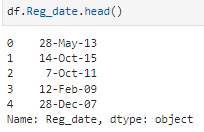 df.Reg_date.head()
0 28-May-13
1 14-Oct-15
2 7-Oct-11
3 12-Feb-09
4 28-Dec-07
Name: Reg_date, dtype: object